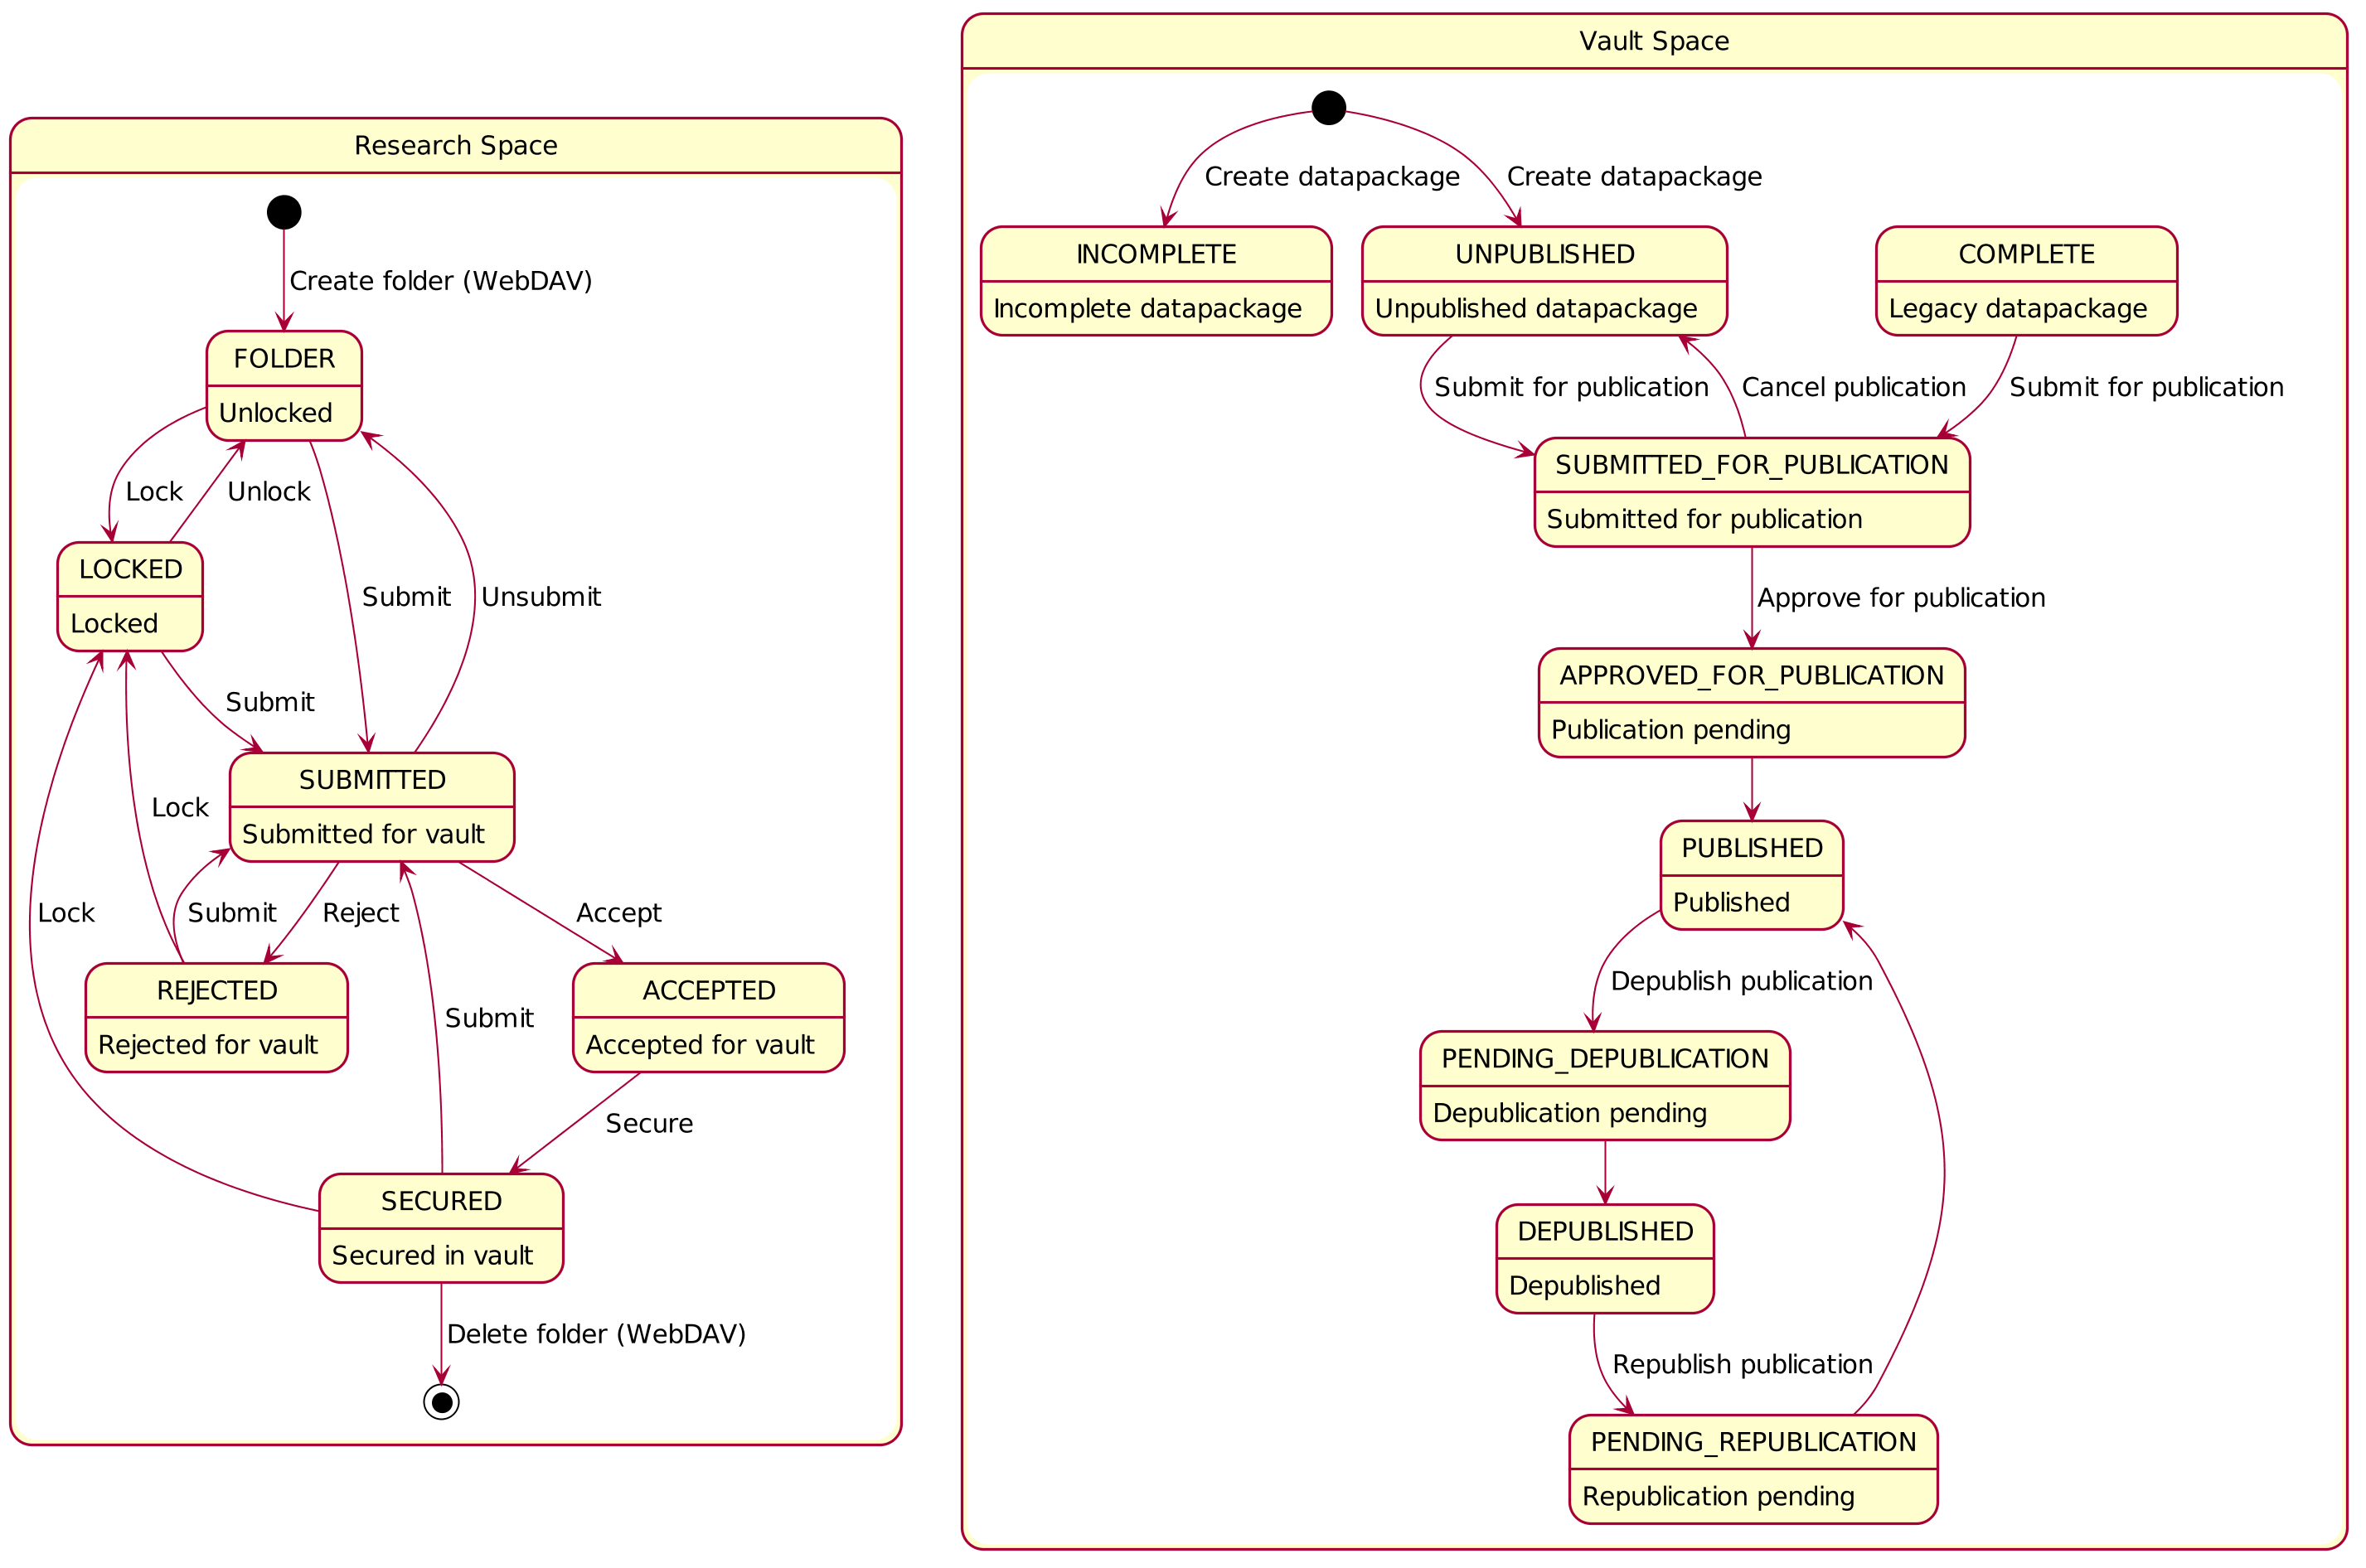 Research Space
Create folder (WebDAV)
FOLDER
Unlocked
Lock
Unlock
LOCKED
Locked
Submit
Unsubmit
Submit
SUBMITTED
Submitted for vault
Lock
Lock
Submit
Reject
Accept
REJECTED
Rejected for vault
Submit
ACCEPTED
Accepted for vault
Secure
SECURED
Secured in vault
Delete folder (WebDAV)
Vault Space
Create datapackage
Create datapackage
INCOMPLETE
Incomplete datapackage
UNPUBLISHED
Unpublished datapackage
COMPLETE
Legacy datapackage
Submit for publication
Cancel publication
Submit for publication
SUBMITTED_FOR_PUBLICATION
Submitted for publication
Approve for publication
APPROVED_FOR_PUBLICATION
Publication pending
PUBLISHED
Published
Depublish publication
PENDING_DEPUBLICATION
Depublication pending
DEPUBLISHED
Depublished
Republish publication
PENDING_REPUBLICATION
Republication pending